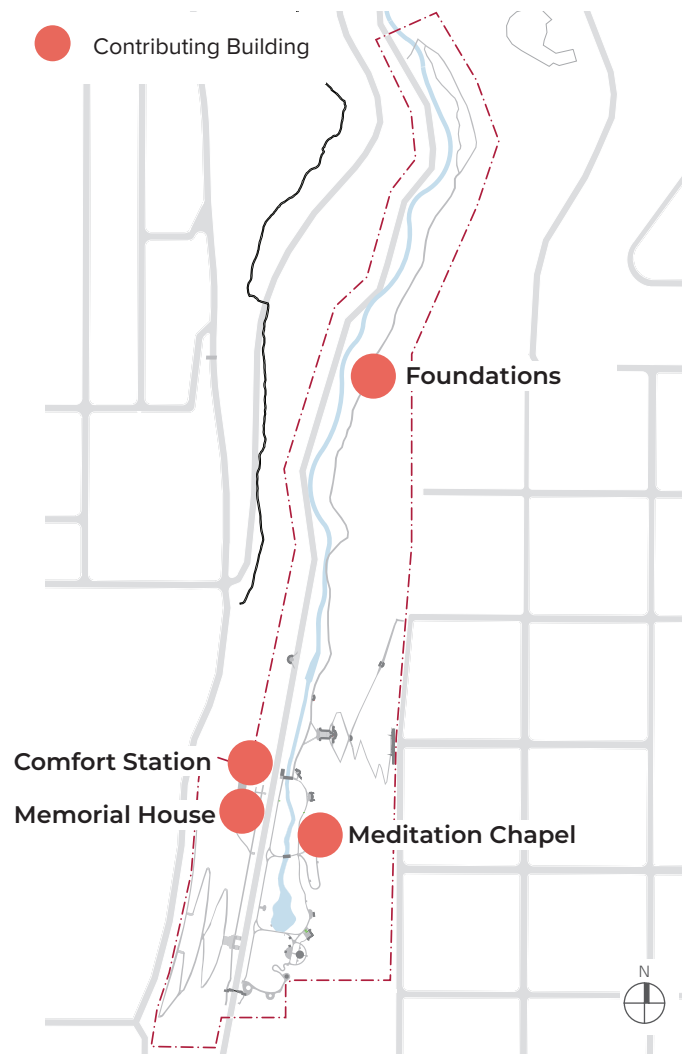 Contributing Building
Foundations
Comfort Station
Memorial House
Meditation Chapel
N